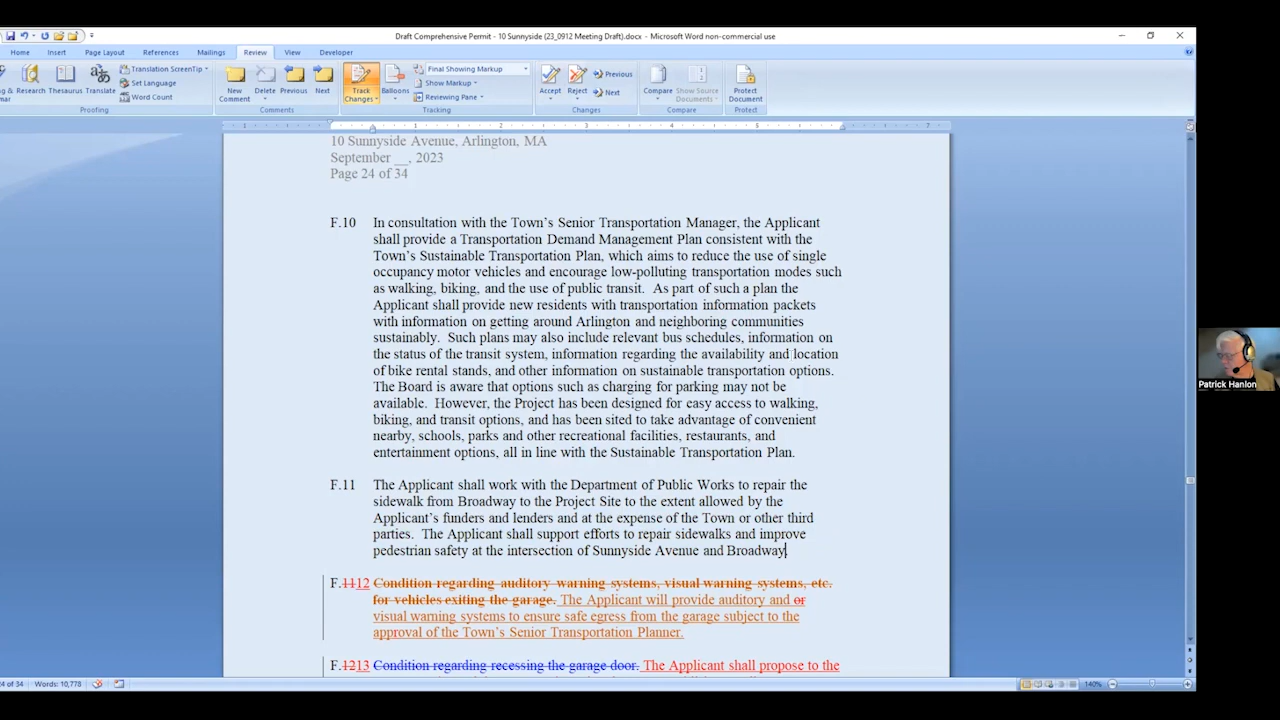 Draft Comprehensive Permit - 10 Sunnyside (23_0912 Meeting Draft).docx - Microsoft Word non-commercial use
Home Insert Page Layout References Mailings Review View Developer
Research Thesaurus Translate
Translation ScreenTip
Set Language
Word Count
Proofing
New Comment
Delete
Previous
Next
Comments
Track Changes
Balloons
Final Showing Markup
Show Markup
Reviewing Pane
Tracking
Accept
Reject
Previous
Next
Changes
Compare
Show Source Documents
Compare
Protect Document
Protect
10 Sunnyside Avenue, Arlington, MA
September __, 2023
Page 24 of 34
F.10 In consultation with the Town's Senior Transportation Manager, the Applicant
shall provide a Transportation Demand Management Plan consistent with the
Town's Sustainable Transportation Plan, which aims to reduce the use of single
occupancy motor vehicles and encourage low-polluting transportation modes such
as walking, biking, and the use of public transit. As part of such a plan the
Applicant shall provide new residents with transportation information packets
with information on getting around Arlington and neighboring communities
sustainably. Such plans may also include relevant bus schedules, information on
the status of the transit system, information regarding the availability and location
of bike rental stands, and other information on sustainable transportation options.
The Board is aware that options such as charging for parking may not be
available. However, the Project has been designed for easy access to walking,
biking, and transit options, and has been sited to take advantage of convenient
nearby, schools, parks and other recreational facilities, restaurants, and
entertainment options, all in line with the Sustainable Transportation Plan.
F.11 The Applicant shall work with the Department of Public Works to repair the
sidewalk from Broadway to the Project Site to the extent allowed by the
Applicant's funders and lenders and at the expense of the Town or other third
parties. The Applicant shall support efforts to repair sidewalks and improve
pedestrian safety at the intersection of Sunnyside Avenue and Broadway.
F.1112 Condition regarding auditory warning systems, visual warning systems, etc.
for vehicles exiting the garage. The Applicant will provide auditory and or
visual warning systems to ensure safe egress from the garage subject to the
approval of the Town's Senior Transportation Planner.
F.1213 Condition regarding recessing the garage door. The Applicant shall propose to the
24 of 34 Words: 10,778
140%
Patrick Hanlon